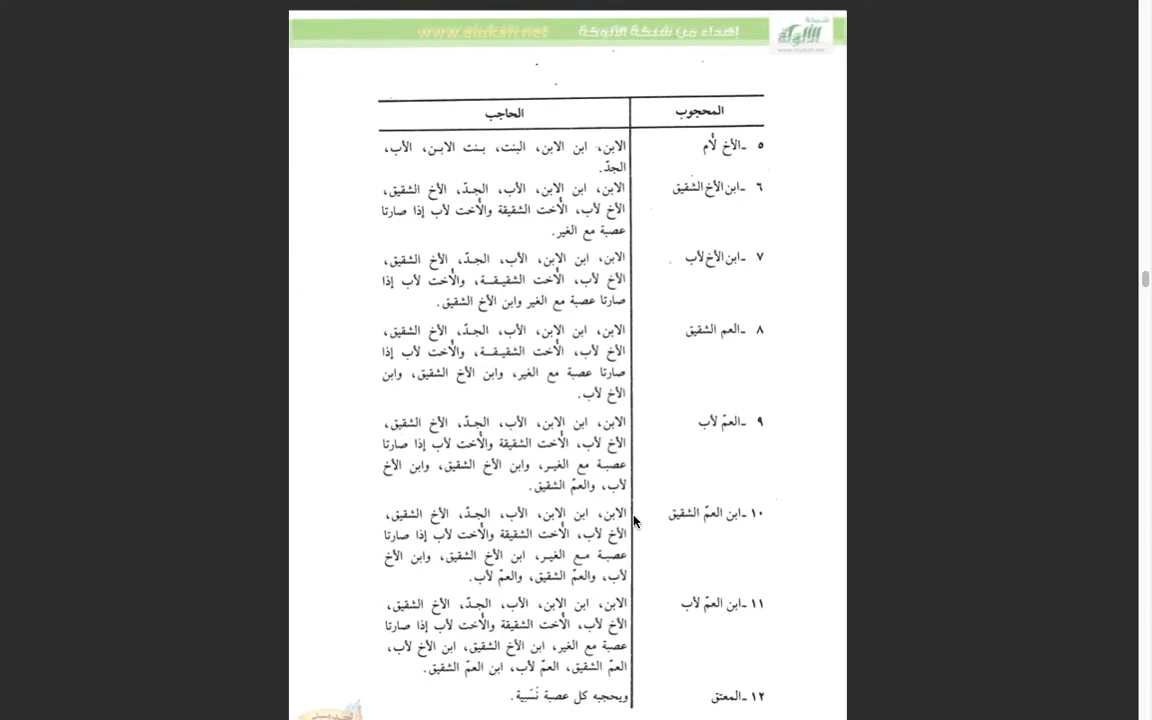 إهداء من شبكة الألوكة www.alukah.net
شبكة
الألوكة
www.alukah.net
المحجوب الحاجب
٥ ـ الأخ لأم الابن، ابن الابن، البنت، بنت الابن، الأب،
الجدّ.
٦ ـ ابن الأخ الشقيق الابن، ابن الابن، الأب، الجدّ، الأخ الشقيق،
الأخ لأب، الأخت الشقيقة والأخت لأب إذا صارتا
عصبة مع الغير.
٧ ـ ابن الأخ لأب الابن، ابن الابن، الأب، الجدّ، الأخ الشقيق،
الأخ لأب، الأخت الشقيقة، والأخت لأب إذا
صارتا عصبة مع الغير وابن الأخ الشقيق.
٨ ـ العم الشقيق الابن، ابن الابن، الأب، الجدّ، الأخ الشقيق،
الأخ لأب، الأخت الشقيقة، والأخت لأب إذا
صارتا عصبة مع الغير، وابن الأخ الشقيق، وابن
الأخ لأب.
٩ ـ العمّ لأب الابن، ابن الابن، الأب، الجدّ، الأخ الشقيق،
الأخ لأب، الأخت الشقيقة والأخت لأب إذا صارتا
عصبة مع الغير، وابن الأخ الشقيق، وابن الأخ
لأب، والعمّ الشقيق.
١٠ ـ ابن العمّ الشقيق الابن، ابن الابن، الأب، الجدّ، الأخ الشقيق،
الأخ لأب، الأخت الشقيقة والأخت لأب إذا صارتا
عصبة مع الغير، ابن الأخ الشقيق، وابن الأخ
لأب، والعمّ الشقيق، والعمّ لأب.
١١ ـ ابن العمّ لأب الابن، ابن الابن، الأب، الجدّ، الأخ الشقيق،
الأخ لأب، الأخت الشقيقة والأخت لأب إذا صارتا
عصبة مع الغير، ابن الأخ الشقيق، ابن الأخ لأب،
العمّ الشقيق، العمّ لأب، ابن العمّ الشقيق.
١٢ ـ المعتق ويحجبه كل عصبة نَسَبية.